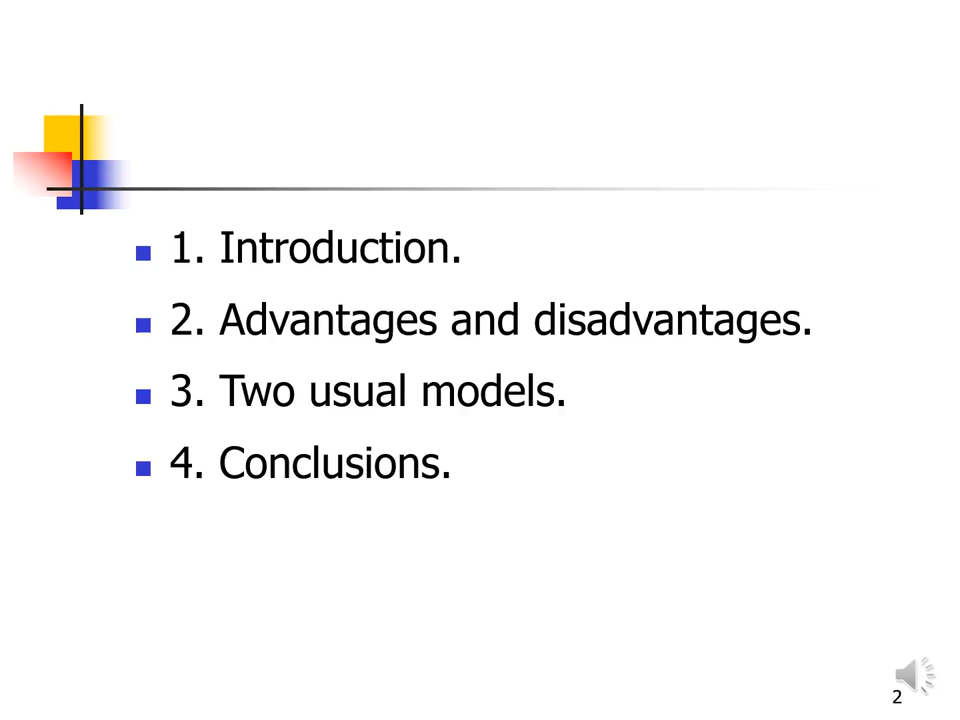 1. Introduction.
2. Advantages and disadvantages.
3. Two usual models.
4. Conclusions.
2